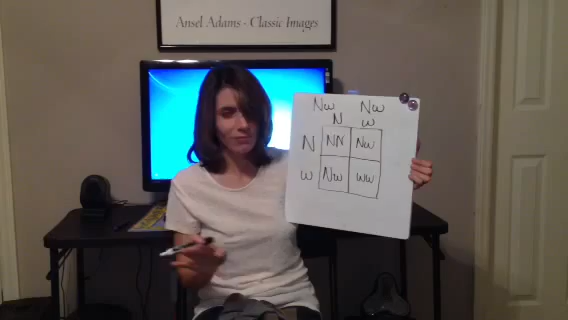 Ansel Adams - Classic Images
Nw Nw
N w
N NN Nw
w Nw ww